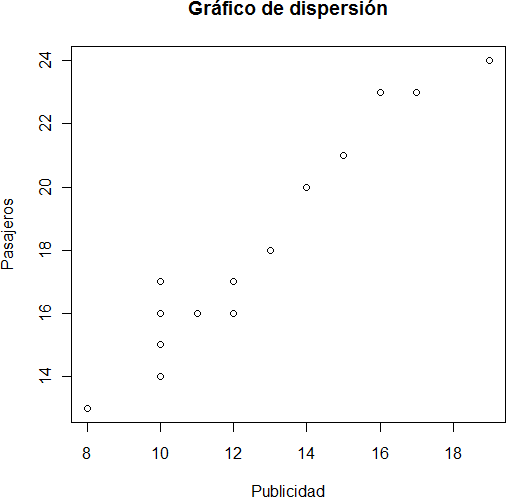 Gráfico de dispersión
24
22
20
18
16
14
Pasajeros
8 10 12 14 16 18
Publicidad